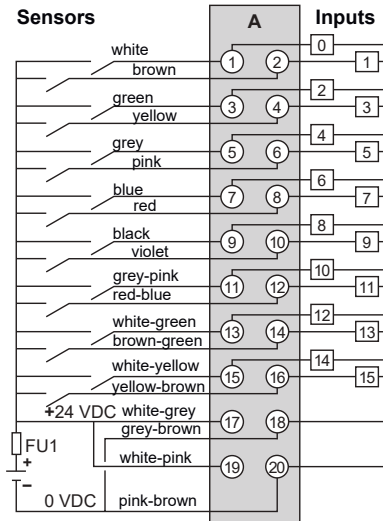 Sensors A Inputs
white 0
1 2 1
brown
green 2
3 4 3
yellow
grey 4
5 6 5
pink
blue 6
7 8 7
red
black 8
9 10 9
violet
grey-pink 10
11 12 11
red-blue
white-green 12
13 14 13
brown-green
white-yellow 14
15 16 15
yellow-brown
+24 VDC white-grey
17 18
grey-brown
FU1
+ white-pink
19 20
−
0 VDC pink-brown